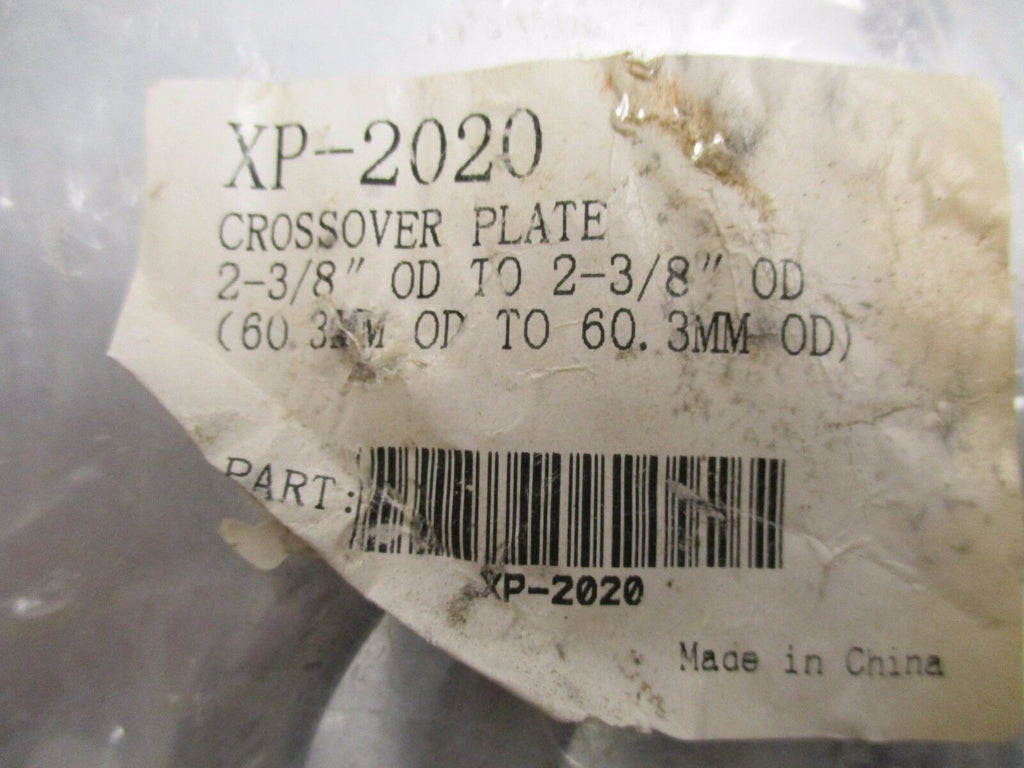 XP-2020
CROSSOVER PLATE
2-3/8" OD TO 2-3/8" OD
(60.3MM OD TO 60.3MM OD)
PART:
XP-2020
Made in China